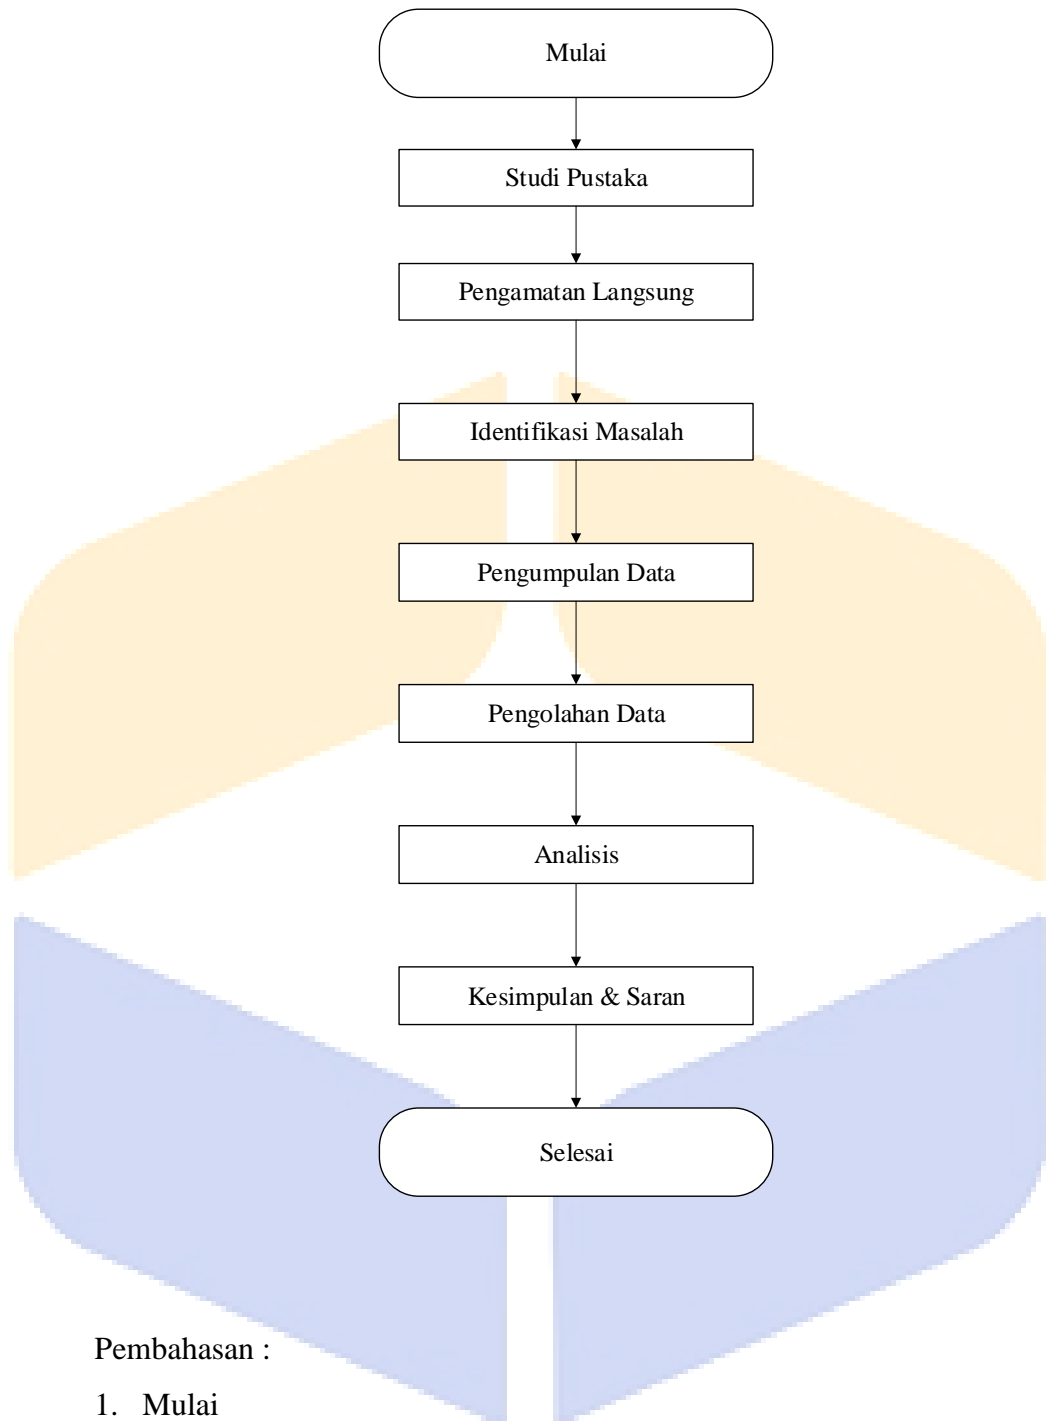 Mulai
Studi Pustaka
Pengamatan Langsung
Identifikasi Masalah
Pengumpulan Data
Pengolahan Data
Analisis
Kesimpulan & Saran
Selesai
Pembahasan :
1. Mulai